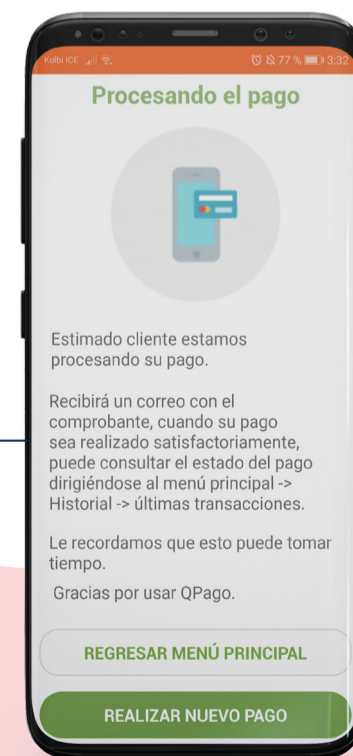 Kolbi ICE 77 % 3:32
Procesando el pago
Estimado cliente estamos
procesando su pago.
Recibirá un correo con el
comprobante, cuando su pago
sea realizado satisfactoriamente,
puede consultar el estado del pago
dirigiéndose al menú principal ->
Historial -> últimas transacciones.
Le recordamos que esto puede tomar
tiempo.
Gracias por usar QPago.
REGRESAR MENÚ PRINCIPAL
REALIZAR NUEVO PAGO